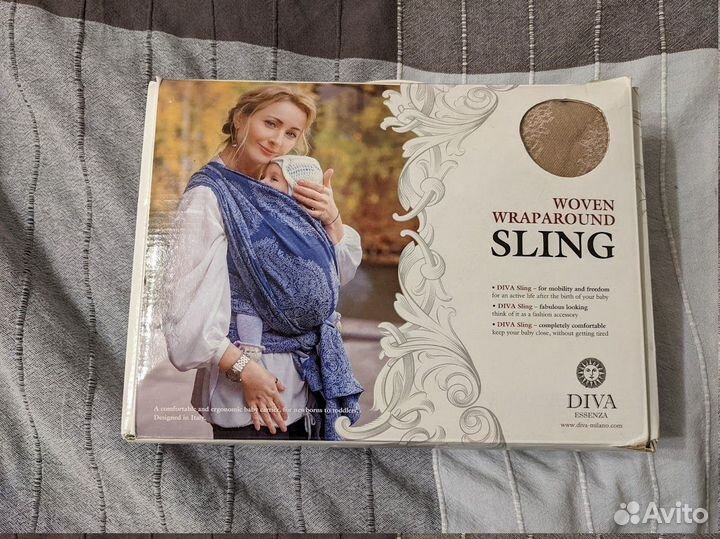 WOVEN
WRAPAROUND
SLING
• DIVA Sling – for mobility and freedom
for an active life after the birth of your baby
• DIVA Sling – fabulous looking
think of it as a fashion accessory
• DIVA Sling – completely comfortable
keep your baby close, without getting tired
DIVA
ESSENZA
www.diva-milano.com
A comfortable and ergonomic baby carrier, for newborns to toddlers.
Designed in Italy.
Avito